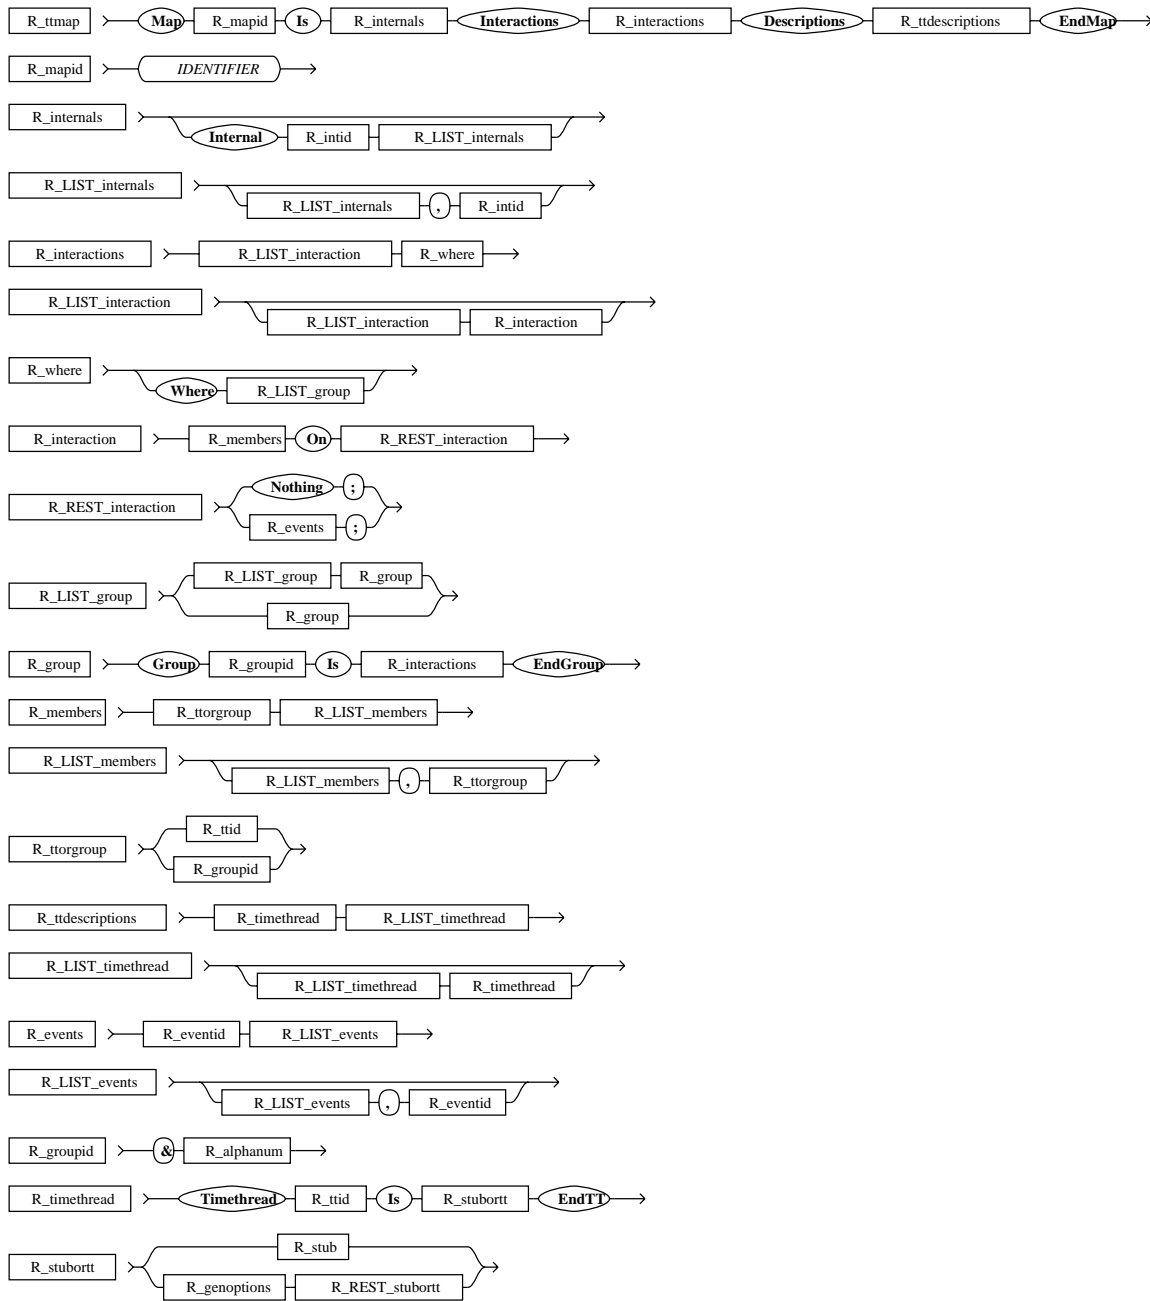 R_ttmap Map R_mapid Is R_internals Interactions R_interactions Descriptions R_ttdescriptions EndMap
R_mapid IDENTIFIER
R_internals
Internal R_intid R_LIST_internals
R_LIST_internals
R_LIST_internals , R_intid
R_interactions R_LIST_interaction R_where
R_LIST_interaction
R_LIST_interaction R_interaction
R_where
Where R_LIST_group
R_interaction R_members On R_REST_interaction
Nothing ;
R_REST_interaction
R_events ;
R_LIST_group R_group
R_LIST_group
R_group
R_group Group R_groupid Is R_interactions EndGroup
R_members R_ttorgroup R_LIST_members
R_LIST_members
R_LIST_members , R_ttorgroup
R_ttid
R_ttorgroup
R_groupid
R_ttdescriptions R_timethread R_LIST_timethread
R_LIST_timethread
R_LIST_timethread R_timethread
R_events R_eventid R_LIST_events
R_LIST_events
R_LIST_events , R_eventid
R_groupid & R_alphanum
R_timethread Timethread R_ttid Is R_stubortt EndTT
R_stub
R_stubortt
R_genoptions R_REST_stubortt